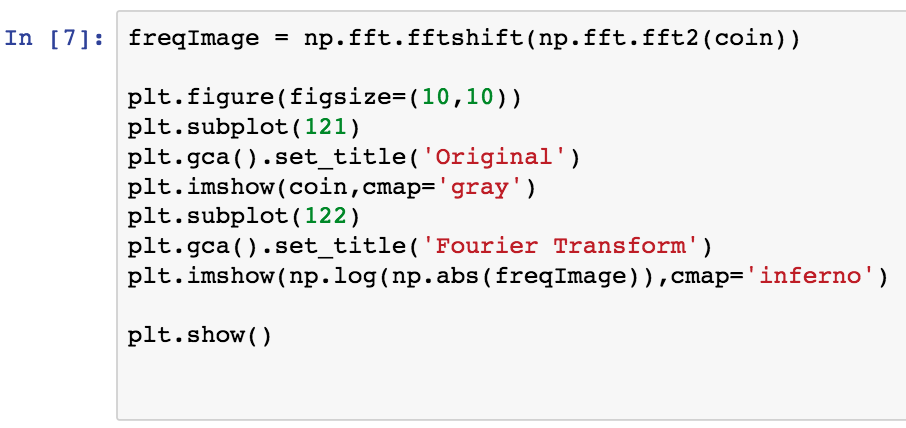 In [7]: freqImage = np.fft.fftshift(np.fft.fft2(coin))
plt.figure(figsize=(10,10))
plt.subplot(121)
plt.gca().set_title('Original')
plt.imshow(coin,cmap='gray')
plt.subplot(122)
plt.gca().set_title('Fourier Transform')
plt.imshow(np.log(np.abs(freqImage)),cmap='inferno')
plt.show()